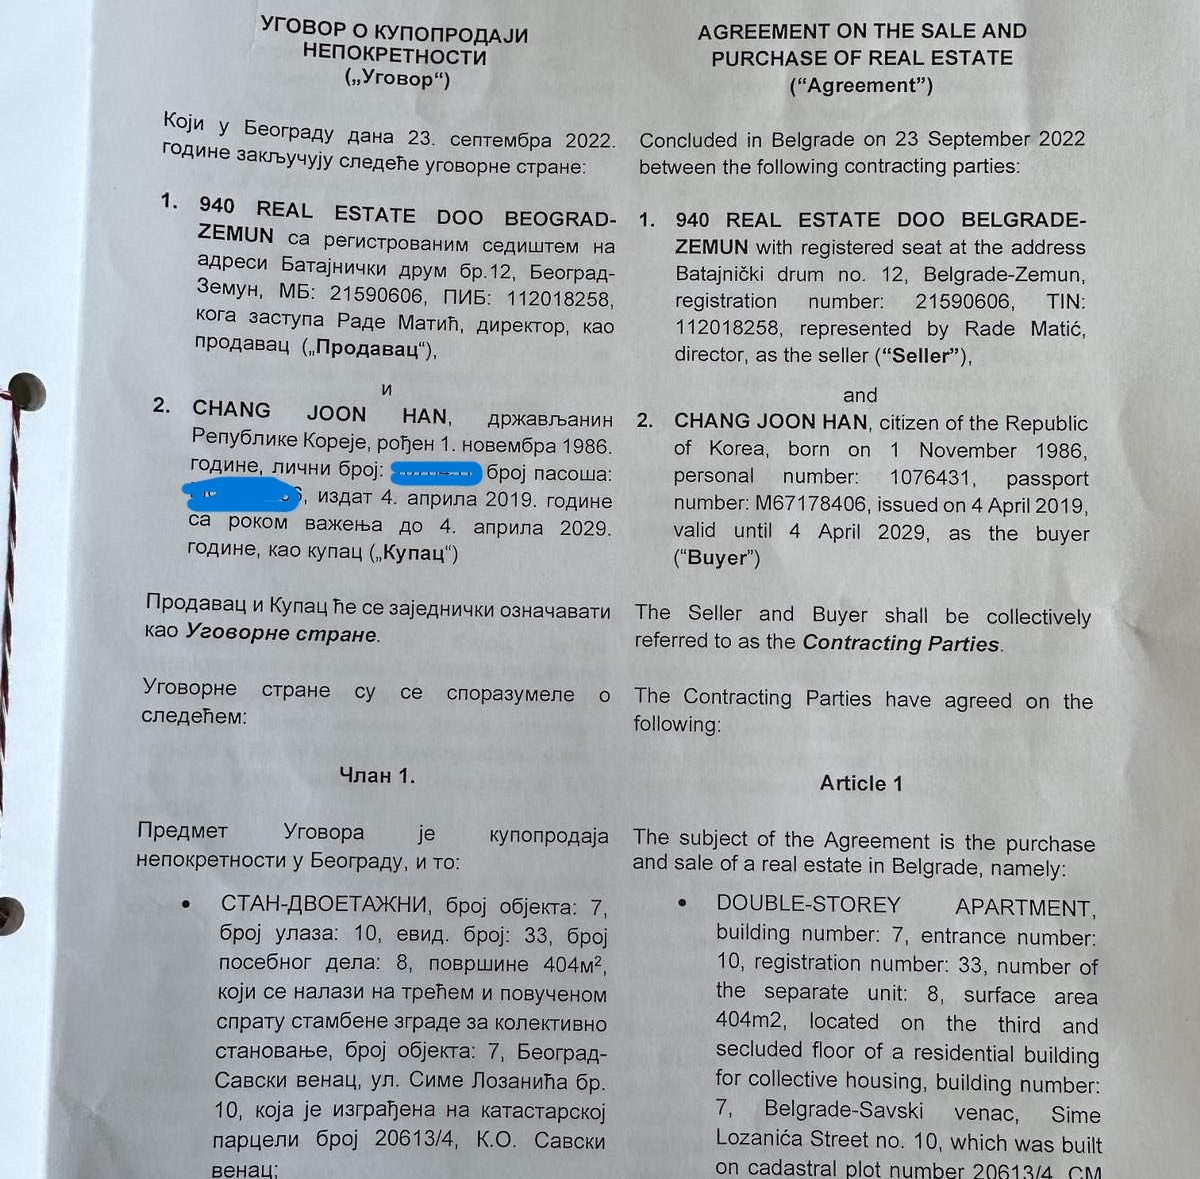 УГОВОР О КУПОПРОДАЈИ
НЕПОКРЕТНОСТИ
(„Уговор“)
Који у Београду дана 23. септембра 2022.
године закључују следеће уговорне стране:
1. 940 REAL ESTATE DOO BEOGRAD-
ZEMUN са регистрованим седиштем на
адреси Батајнички друм бр.12, Београд-
Земун, МБ: 21590606, ПИБ: 112018258,
кога заступа Раде Матић, директор, као
продавац („Продавац“),
и
2. CHANG JOON HAN, држављанин
Републике Кореје, рођен 1. новембра 1986.
године, лични број: број пасоша:
, издат 4. априла 2019. године
са роком важења до 4. априла 2029.
године, као купац („Купац“)
Продавац и Купац ће се заједнички означавати
као Уговорне стране.
Уговорне стране су се споразумеле о
следећем:
Члан 1.
Предмет Уговора је купопродаја
непокретности у Београду, и то:
• СТАН-ДВОЕТАЖНИ, број објекта: 7,
број улаза: 10, евид. број: 33, број
посебног дела: 8, површине 404м²,
који се налази на трећем и повученом
спрату стамбене зграде за колективно
становање, број објекта: 7, Београд-
Савски венац, ул. Симе Лозанића бр.
10, која је изграђена на катастарској
парцели број 20613/4, К.О. Савски
венац;
AGREEMENT ON THE SALE AND
PURCHASE OF REAL ESTATE
(“Agreement”)
Concluded in Belgrade on 23 September 2022
between the following contracting parties:
1. 940 REAL ESTATE DOO BELGRADE-
ZEMUN with registered seat at the address
Batajnički drum no. 12, Belgrade-Zemun,
registration number: 21590606, TIN:
112018258, represented by Rade Matić,
director, as the seller (“Seller”),
and
2. CHANG JOON HAN, citizen of the Republic
of Korea, born on 1 November 1986,
personal number: 1076431, passport
number: M67178406, issued on 4 April 2019,
valid until 4 April 2029, as the buyer
(“Buyer”)
The Seller and Buyer shall be collectively
referred to as the Contracting Parties.
The Contracting Parties have agreed on the
following:
Article 1
The subject of the Agreement is the purchase
and sale of a real estate in Belgrade, namely:
• DOUBLE-STOREY APARTMENT,
building number: 7, entrance number:
10, registration number: 33, number of
the separate unit: 8, surface area
404m2, located on the third and
secluded floor of a residential building
for collective housing, building number:
7, Belgrade-Savski venac, Sime
Lozanića Street no. 10, which was built
on cadastral plot number 20613/4, CM